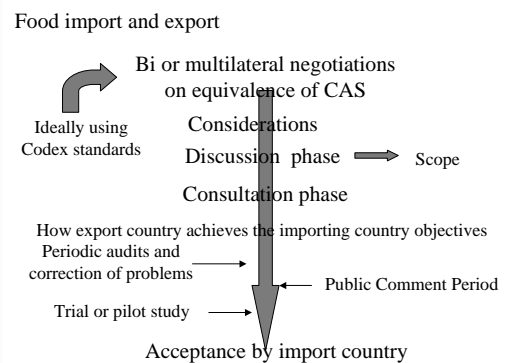 Food import and export
Bi or multilateral negotiations
on equivalence of CAS
Ideally using
Codex standards
Considerations
Discussion phase
Scope
Consultation phase
How export country achieves the importing country objectives
Periodic audits and
correction of problems
Public Comment Period
Trial or pilot study
Acceptance by import country